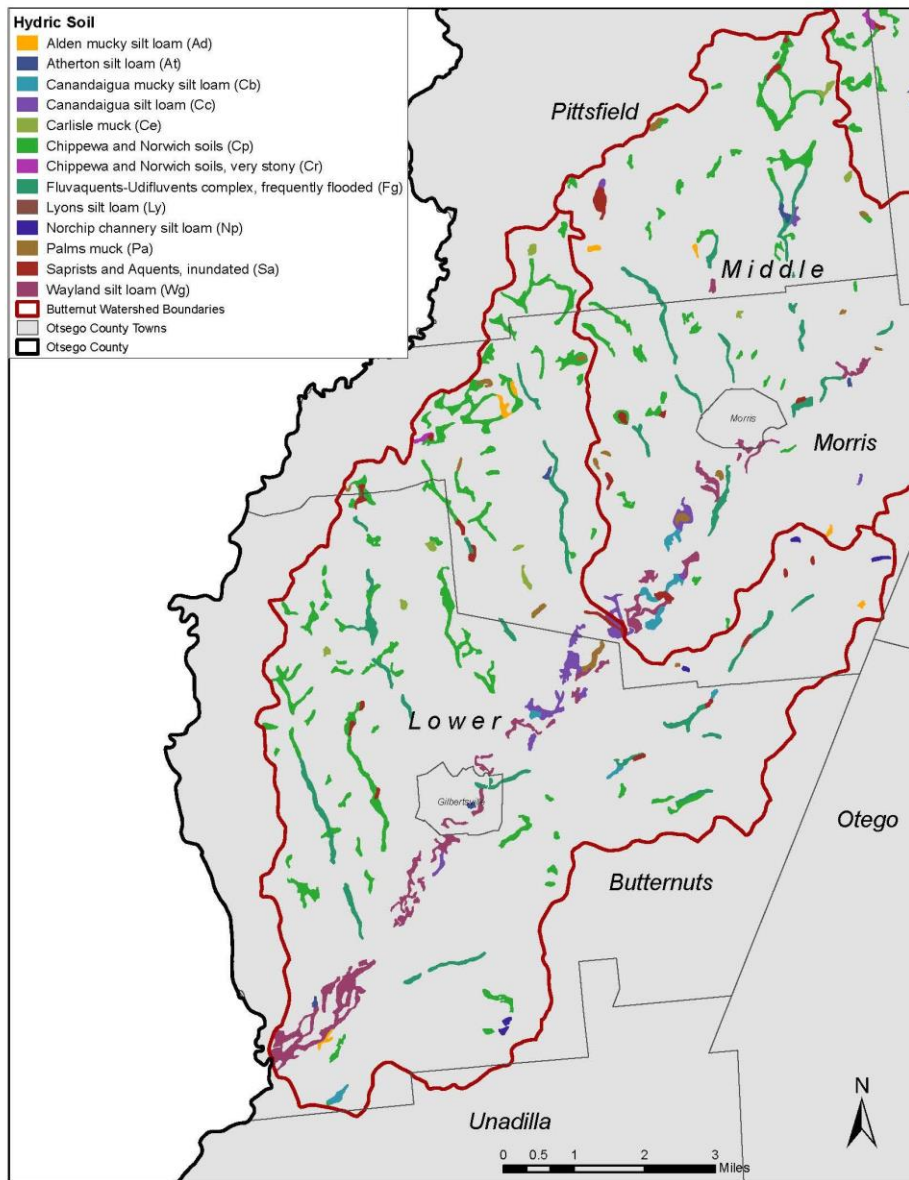 Hydric Soil
Alden mucky silt loam (Ad)
Atherton silt loam (At)
Canandaigua mucky silt loam (Cb)
Canandaigua silt loam (Cc)
Carlisle muck (Ce)
Chippewa and Norwich soils (Cp)
Chippewa and Norwich soils, very stony (Cr)
Fluvaquents-Udifluvents complex, frequently flooded (Fg)
Lyons silt loam (Ly)
Norchip channery silt loam (Np)
Palms muck (Pa)
Saprists and Aquents, inundated (Sa)
Wayland silt loam (Wg)
Butternut Watershed Boundaries
Otsego County Towns
Otsego County
Pittsfield
Middle
Morris
Morris
Lower
Gilbertsville
Otego
Butternuts
Unadilla
N
0 0.5 1 2 3
Miles